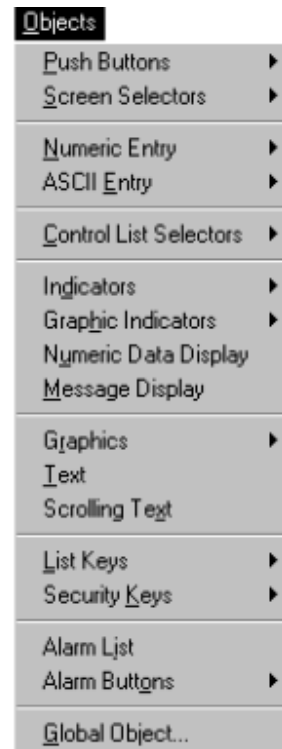 Objects
Push Buttons
Screen Selectors
Numeric Entry
ASCII Entry
Control List Selectors
Indicators
Graphic Indicators
Numeric Data Display
Message Display
Graphics
Text
Scrolling Text
List Keys
Security Keys
Alarm List
Alarm Buttons
Global Object...